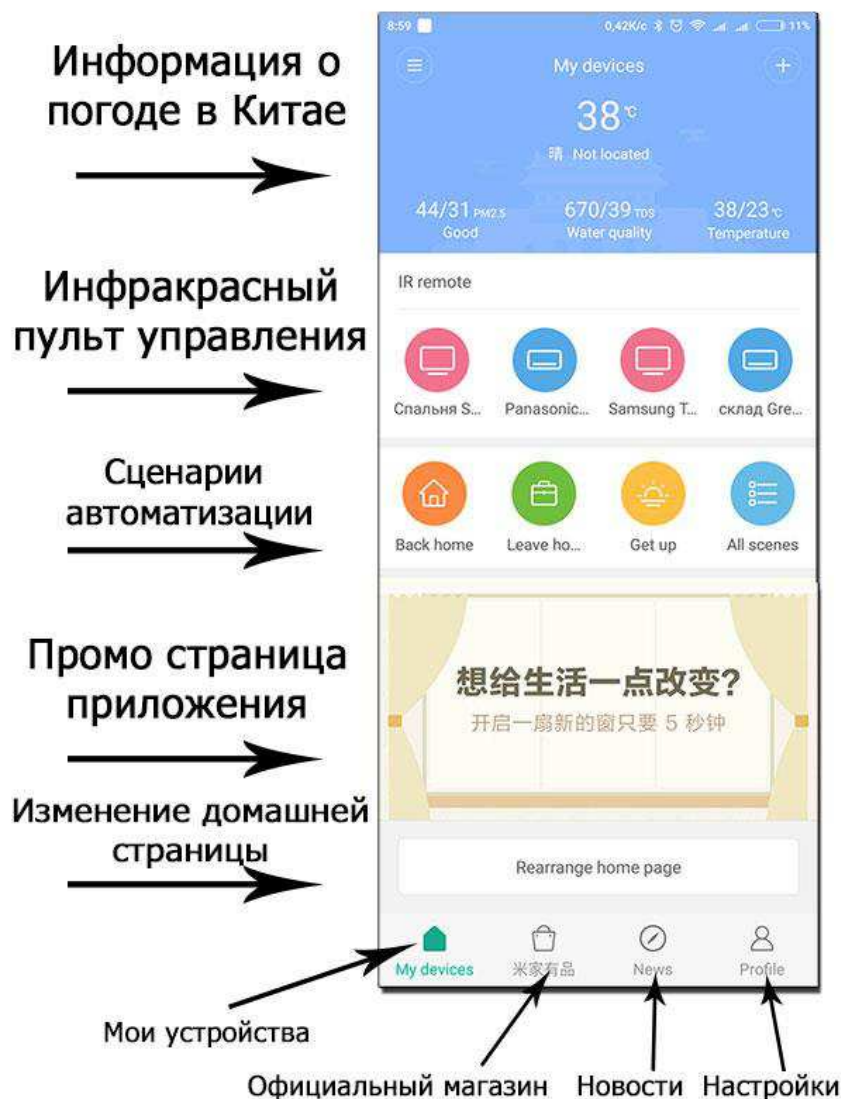 Информация о
погоде в Китае
Инфракрасный
пульт управления
Сценарии
автоматизации
Промо страница
приложения
Изменение домашней
страницы
8:59 0,42K/c 11%
My devices
38 ℃
晴 Not located
44/31 PM2.5 670/39 TDS 38/23 ℃
Good Water quality Temperature
IR remote
Спальня S... Panasonic... Samsung T... склад Gre...
Back home Leave ho... Get up All scenes
想给生活一点改变?
开启一扇新的窗只要 5 秒钟
Rearrange home page
My devices 米家有品 News Profile
Мои устройства
Официальный магазин Новости Настройки